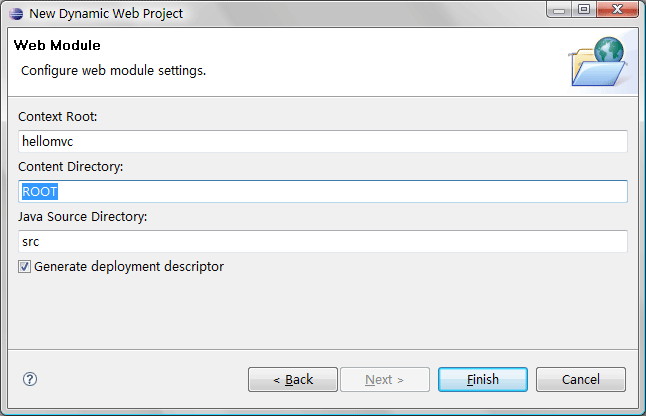 New Dynamic Web Project
Web Module
Configure web module settings.
Context Root:
hellomvc
Content Directory:
ROOT
Java Source Directory:
src
Generate deployment descriptor
? < Back Next > Finish Cancel